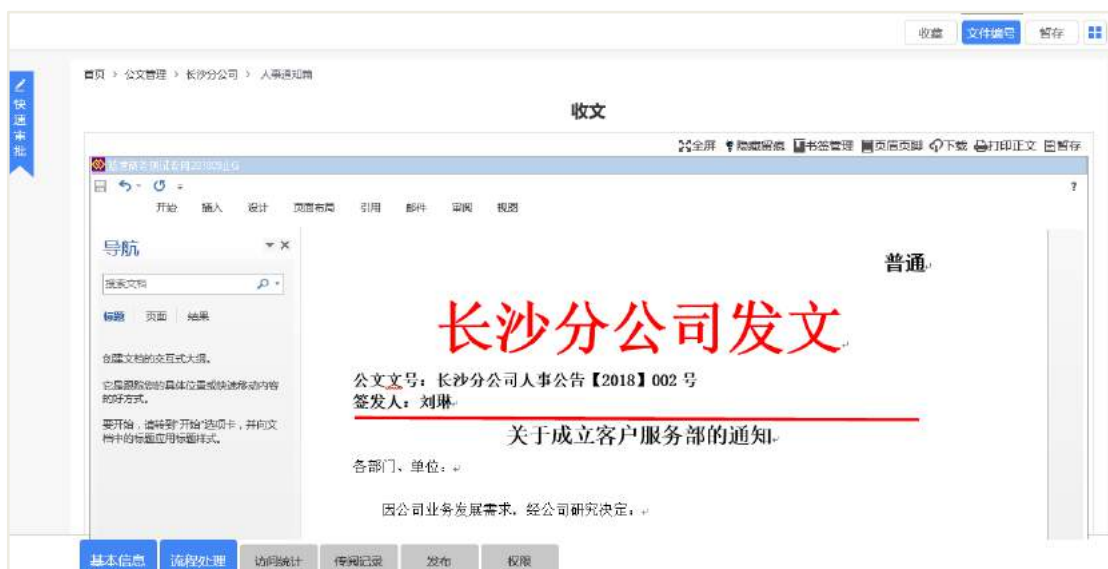 收藏 文件编号 暂存
快速审批
首页 > 公文管理 > 长沙分公司 > 人事通知簿
收文
全屏 隐藏留痕 书签管理 页眉页脚 下载 打印正文 暂存
?
开始 插入 设计 页面布局 引用 邮件 审阅 视图
导航
搜索文档
标题 页面 结果
创建文档的交互式大纲。
它是跟踪您的具体位置或快速移动内容
的好方式。
要开始，请转到“开始”选项卡，并向文
档中的标题应用标题样式。
普通
长沙分公司发文
公文文号：长沙分公司人事公告【2018】002 号
签发人：刘琳
关于成立客户服务部的通知
各部门、单位：
因公司业务发展需求，经公司研究决定：
基本信息 流程处理 访问统计 传阅记录 发布 权限